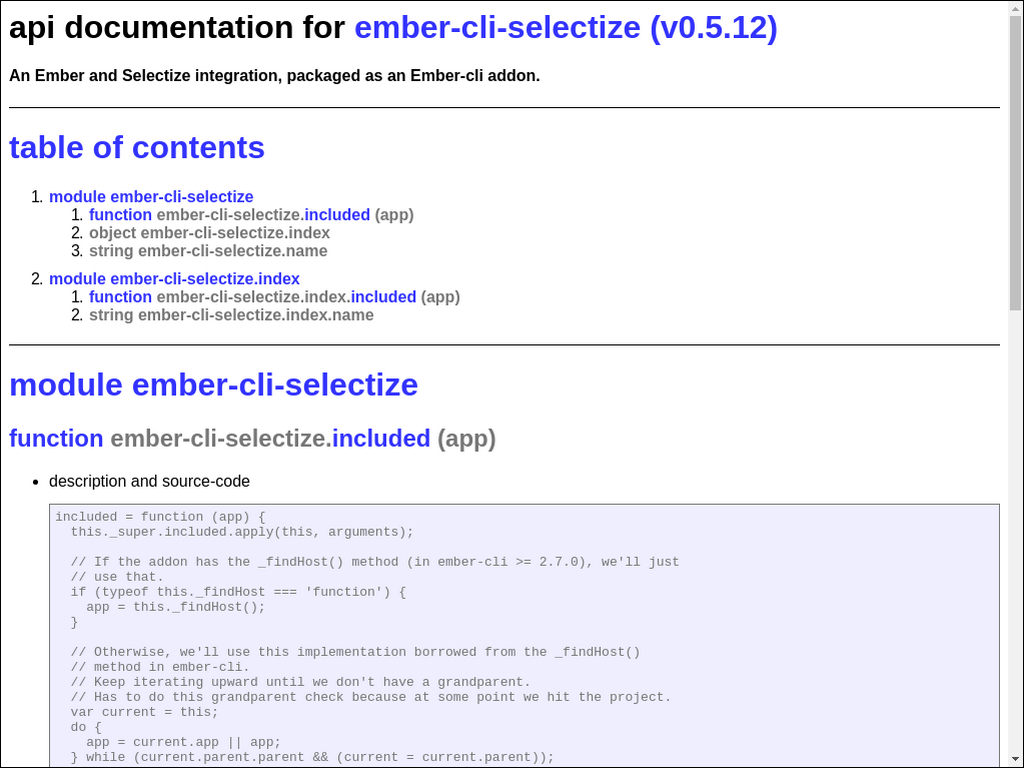 api documentation for ember-cli-selectize (v0.5.12)
An Ember and Selectize integration, packaged as an Ember-cli addon.
table of contents
1. module ember-cli-selectize
1. function ember-cli-selectize.included (app)
2. object ember-cli-selectize.index
3. string ember-cli-selectize.name
2. module ember-cli-selectize.index
1. function ember-cli-selectize.index.included (app)
2. string ember-cli-selectize.index.name
module ember-cli-selectize
function ember-cli-selectize.included (app)
• description and source-code
included = function (app) {
  this._super.included.apply(this, arguments);
  // If the addon has the _findHost() method (in ember-cli >= 2.7.0), we'll just
  // use that.
  if (typeof this._findHost === 'function') {
    app = this._findHost();
  }
  // Otherwise, we'll use this implementation borrowed from the _findHost()
  // method in ember-cli.
  // Keep iterating upward until we don't have a grandparent.
  // Has to do this grandparent check because at some point we hit the project.
  var current = this;
  do {
    app = current.app || app;
  } while (current.parent.parent && (current = current.parent));